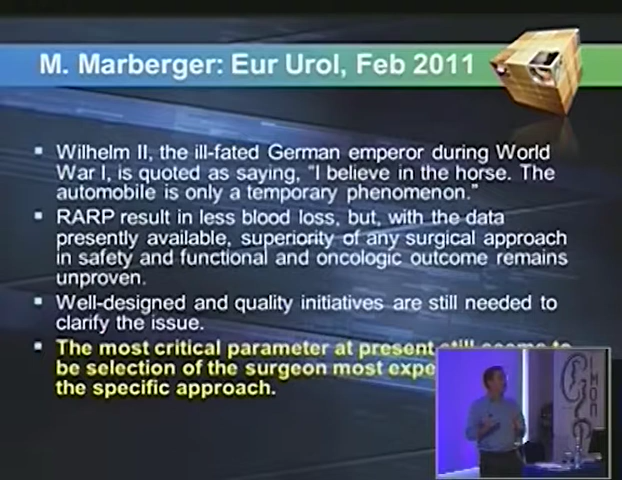 M. Marberger: Eur Urol, Feb 2011
Wilhelm II, the ill-fated German emperor during World
War I, is quoted as saying, "I believe in the horse. The
automobile is only a temporary phenomenon."
RARP result in less blood loss, but, with the data
presently available, superiority of any surgical approach
in safety and functional and oncologic outcome remains
unproven.
Well-designed and quality initiatives are still needed to
clarify the issue.
The most critical parameter at present still seems to
be selection of the surgeon most
the specific approach.